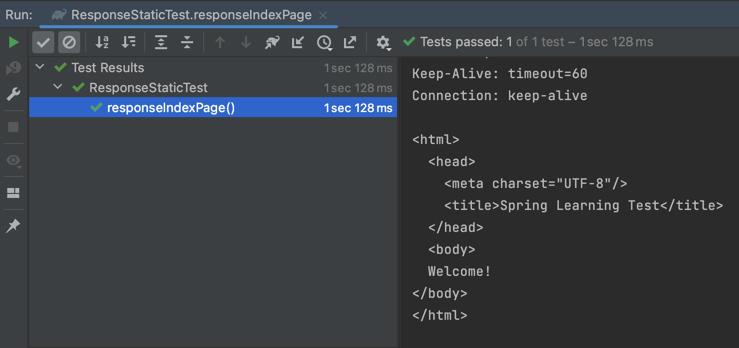 Run: ResponseStaticTest.responseIndexPage
Tests passed: 1 of 1 test – 1 sec 128 ms
Test Results 1 sec 128 ms
ResponseStaticTest 1 sec 128 ms
responseIndexPage() 1 sec 128 ms
Keep-Alive: timeout=60
Connection: keep-alive
<html>
<head>
<meta charset="UTF-8"/>
<title>Spring Learning Test</title>
</head>
<body>
Welcome!
</body>
</html>